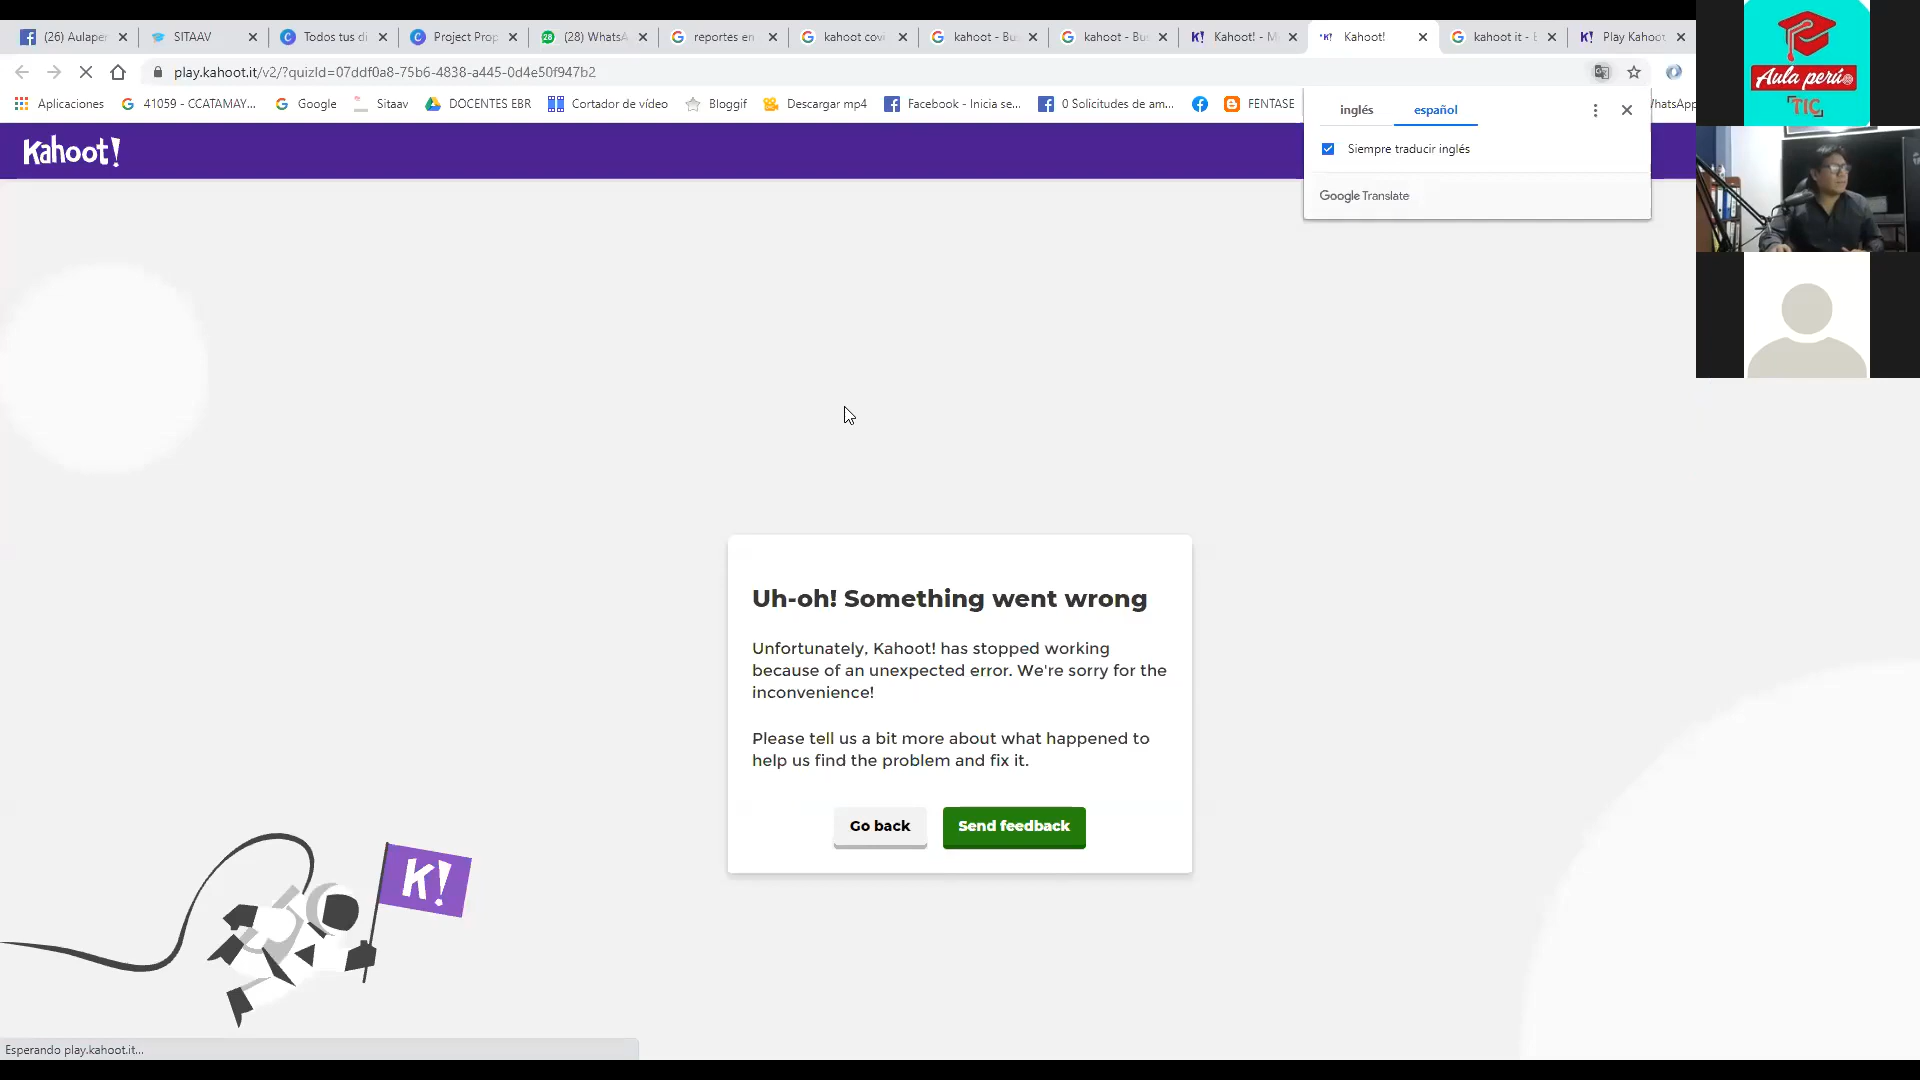 (26) Aulaper
SITAAV
Todos tus di
Project Prop
(28) WhatsA
reportes en
kahoot covi
kahoot - Bus
kahoot - Bus
Kahoot! - M
Kahoot!
kahoot it - B
Play Kahoot
play.kahoot.it/v2/?quizId=07ddf0a8-75b6-4838-a445-0d4e50f947b2
Aplicaciones
41059 - CCATAMAY...
Google
Sitaav
DOCENTES EBR
Cortador de vídeo
Bloggif
Descargar mp4
Facebook - Inicia se...
0 Solicitudes de am...
FENTASE
WhatsApp
inglés
español
Siempre traducir inglés
Google Translate
Kahoot!
Aula perú
TIC
Uh-oh! Something went wrong
Unfortunately, Kahoot! has stopped working
because of an unexpected error. We're sorry for the
inconvenience!
Please tell us a bit more about what happened to
help us find the problem and fix it.
Go back
Send feedback
K!
Esperando play.kahoot.it...